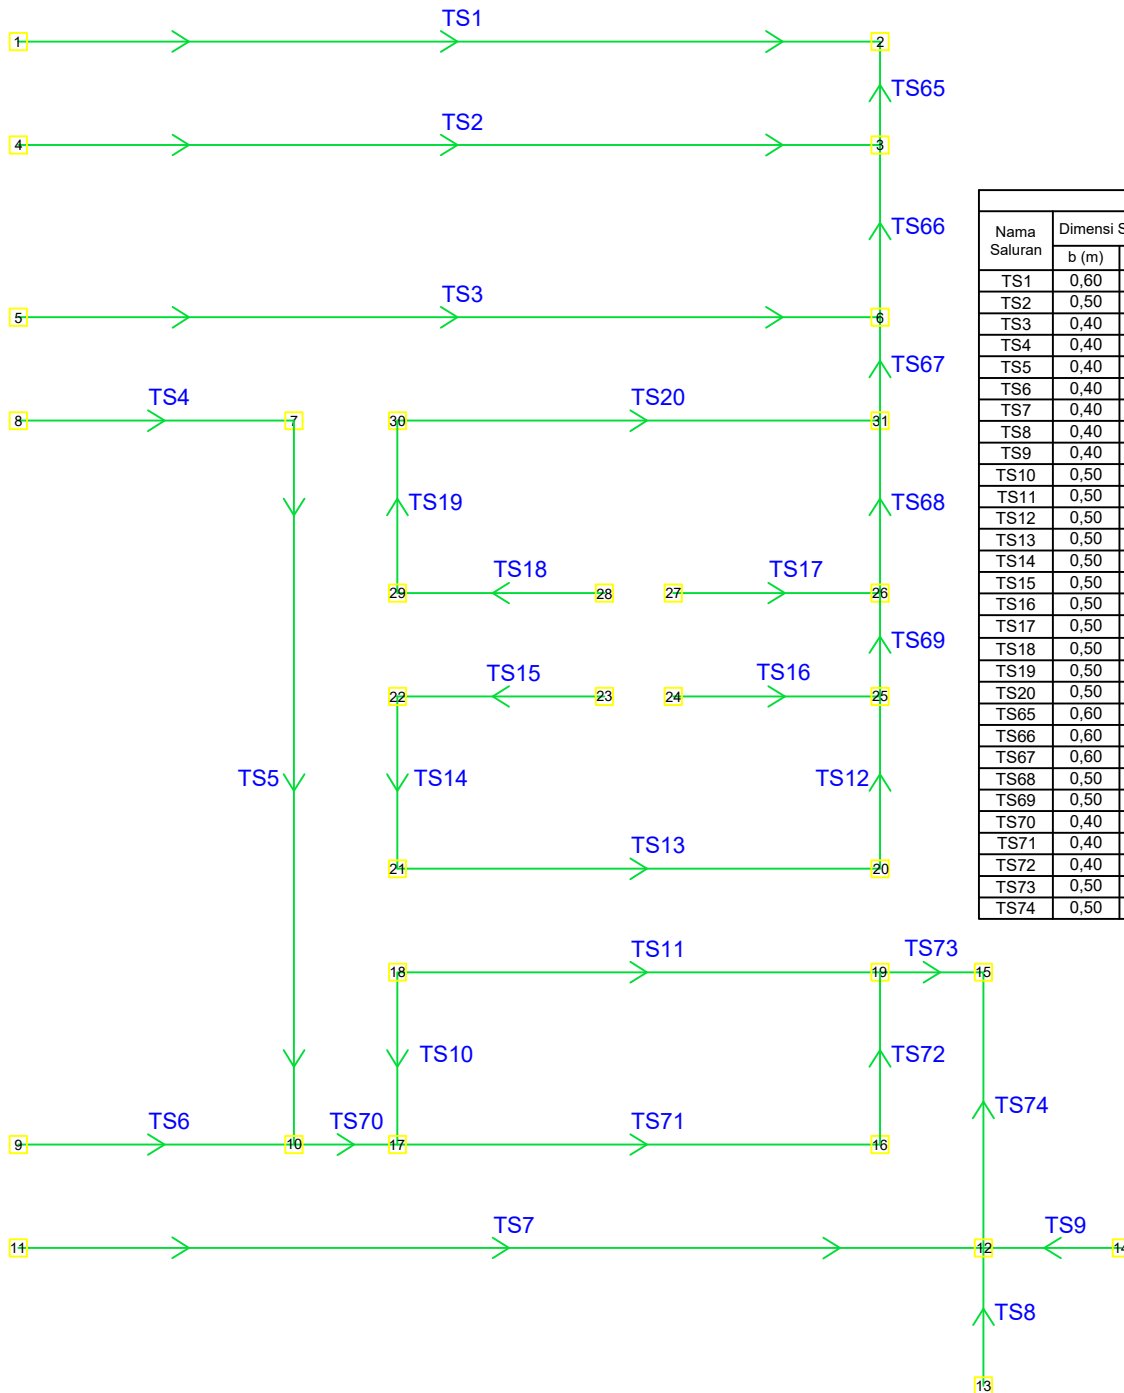 TS1
1
2
TS65
TS2
4
3
TS66
TS3
5
6
TS67
TS4
TS20
8
7
30
31
TS19
TS68
TS18
TS17
29
28
27
26
TS69
TS15
TS16
22
23
24
25
TS5
TS14
TS12
TS13
21
20
TS11
TS73
18
19
15
TS10
TS72
TS74
TS6
TS70
TS71
9
10
17
16
TS7
TS9
11
12
14
TS8
13
Nama Saluran
Dimensi S
b (m)
TS1 0,60
TS2 0,50
TS3 0,40
TS4 0,40
TS5 0,40
TS6 0,40
TS7 0,40
TS8 0,40
TS9 0,40
TS10 0,50
TS11 0,50
TS12 0,50
TS13 0,50
TS14 0,50
TS15 0,50
TS16 0,50
TS17 0,50
TS18 0,50
TS19 0,50
TS20 0,50
TS65 0,60
TS66 0,60
TS67 0,60
TS68 0,50
TS69 0,50
TS70 0,40
TS71 0,40
TS72 0,40
TS73 0,50
TS74 0,50